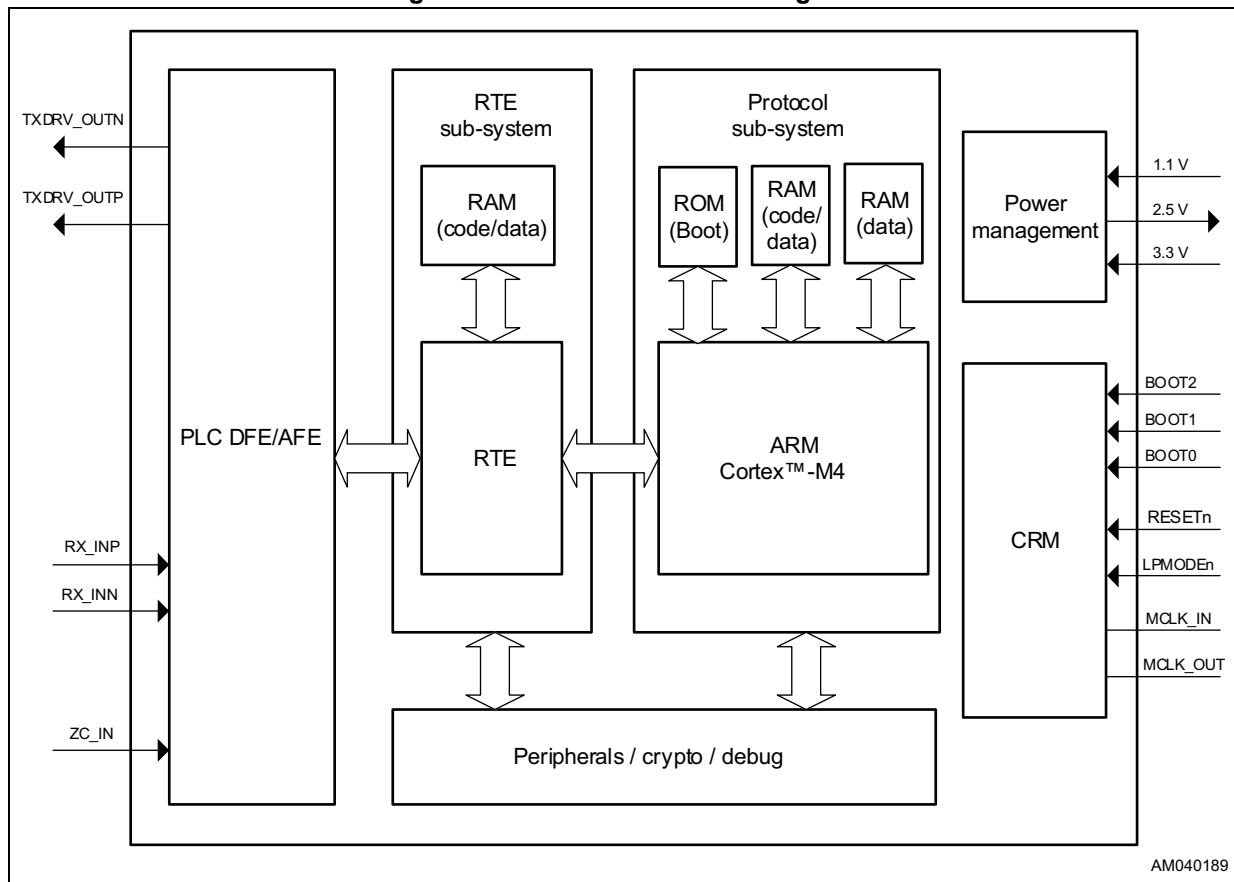 TXDRV_OUTN
TXDRV_OUTP
RX_INP
RX_INN
ZC_IN
PLC DFE/AFE
RTE
sub-system
RAM
(code/data)
RTE
Protocol
sub-system
ROM
(Boot)
RAM
(code/
data)
RAM
(data)
ARM
Cortex™-M4
Peripherals / crypto / debug
Power
management
1.1 V
2.5 V
3.3 V
CRM
BOOT2
BOOT1
BOOT0
RESETn
LPMODEn
MCLK_IN
MCLK_OUT
AM040189